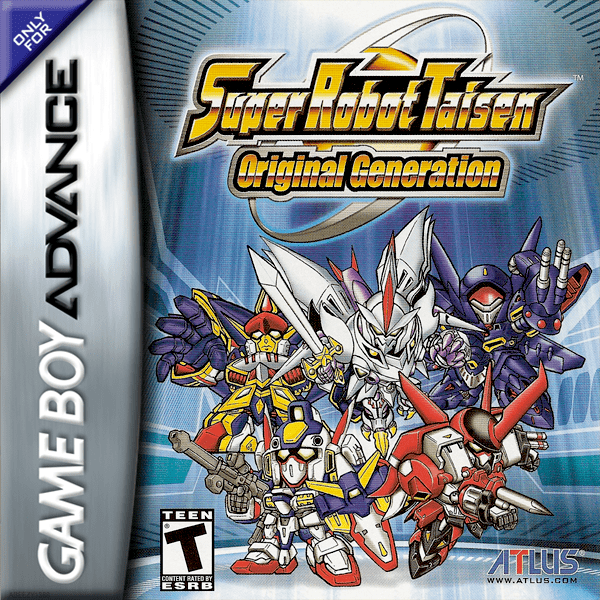 ONLY
FOR
GAME BOY ADVANCE
Super Robot Taisen
TM
Original Generation
TEEN
T
CONTENT RATED BY
ESRB
ATLUS
WWW.ATLUS.COM